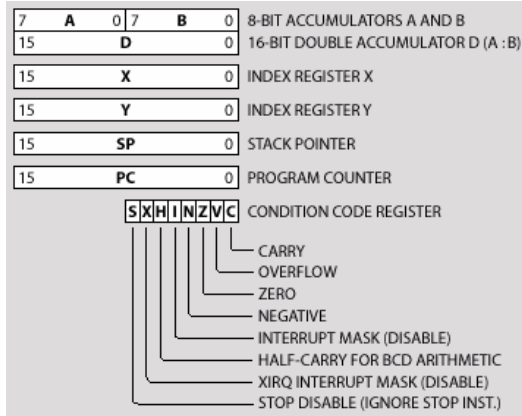 7 A 0 7 B 0 8-BIT ACCUMULATORS A AND B
15 D 0 16-BIT DOUBLE ACCUMULATOR D (A : B)
15 X 0 INDEX REGISTER X
15 Y 0 INDEX REGISTER Y
15 SP 0 STACK POINTER
15 PC 0 PROGRAM COUNTER
S X H I N Z V C CONDITION CODE REGISTER
CARRY
OVERFLOW
ZERO
NEGATIVE
INTERRUPT MASK (DISABLE)
HALF-CARRY FOR BCD ARITHMETIC
XIRQ INTERRUPT MASK (DISABLE)
STOP DISABLE (IGNORE STOP INST.)